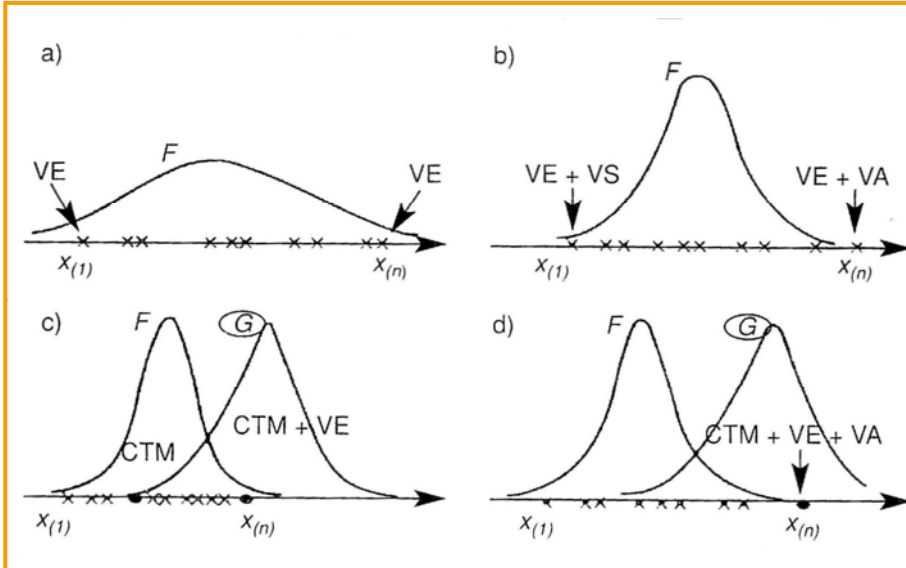 a)
F
VE
VE
x(1)
x(n)
b)
F
VE + VS
VE + VA
x(1)
x(n)
c)
F
G
CTM
CTM + VE
x(1)
x(n)
d)
F
G
CTM + VE + VA
x(1)
x(n)